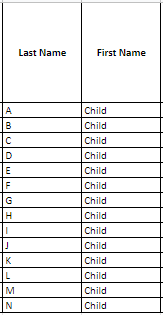 Last Name First Name
A Child
B Child
C Child
D Child
E Child
F Child
G Child
H Child
I Child
J Child
K Child
L Child
M Child
N Child